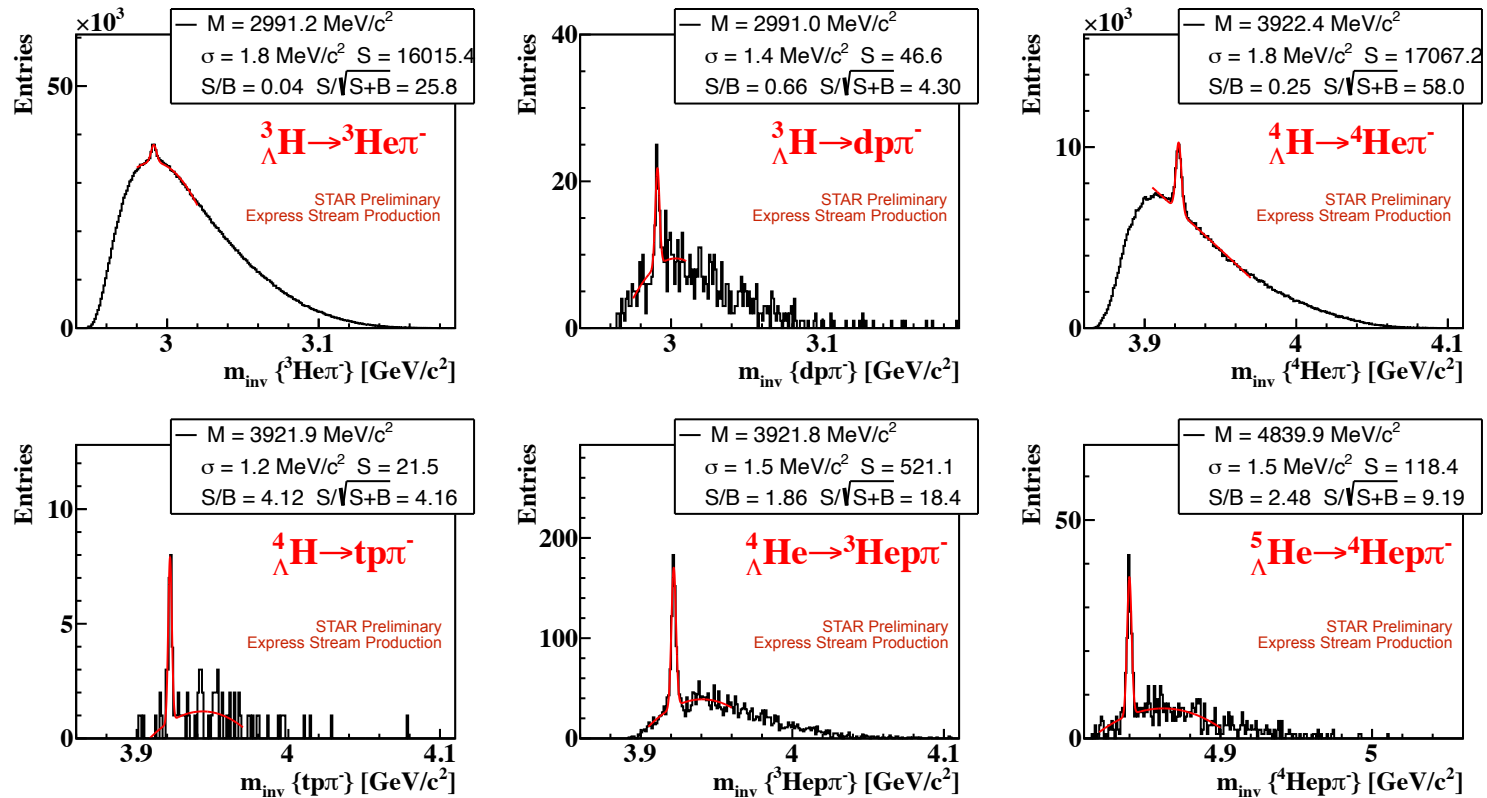 ×10³
Entries
50
0
3
3.1
m_inv {³Heπ⁻} [GeV/c²]
— M = 2991.2 MeV/c²
σ = 1.8 MeV/c² S = 16015.4
S/B = 0.04 S/√S+B = 25.8
³ΛH→³Heπ⁻
STAR Preliminary
Express Stream Production
Entries
40
20
0
3
3.1
m_inv {dpπ⁻} [GeV/c²]
— M = 2991.0 MeV/c²
σ = 1.4 MeV/c² S = 46.6
S/B = 0.66 S/√S+B = 4.30
³ΛH→dpπ⁻
STAR Preliminary
Express Stream Production
×10³
Entries
10
0
3.9
4
4.1
m_inv {⁴Heπ⁻} [GeV/c²]
— M = 3922.4 MeV/c²
σ = 1.8 MeV/c² S = 17067.2
S/B = 0.25 S/√S+B = 58.0
⁴ΛH→⁴Heπ⁻
STAR Preliminary
Express Stream Production
Entries
10
5
0
3.9
4
4.1
m_inv {tpπ⁻} [GeV/c²]
— M = 3921.9 MeV/c²
σ = 1.2 MeV/c² S = 21.5
S/B = 4.12 S/√S+B = 4.16
⁴ΛH→tpπ⁻
STAR Preliminary
Express Stream Production
Entries
200
100
0
3.9
4
4.1
m_inv {³Hepπ⁻} [GeV/c²]
— M = 3921.8 MeV/c²
σ = 1.5 MeV/c² S = 521.1
S/B = 1.86 S/√S+B = 18.4
⁴ΛHe→³Hepπ⁻
STAR Preliminary
Express Stream Production
Entries
50
0
4.9
5
m_inv {⁴Hepπ⁻} [GeV/c²]
— M = 4839.9 MeV/c²
σ = 1.5 MeV/c² S = 118.4
S/B = 2.48 S/√S+B = 9.19
⁵ΛHe→⁴Hepπ⁻
STAR Preliminary
Express Stream Production